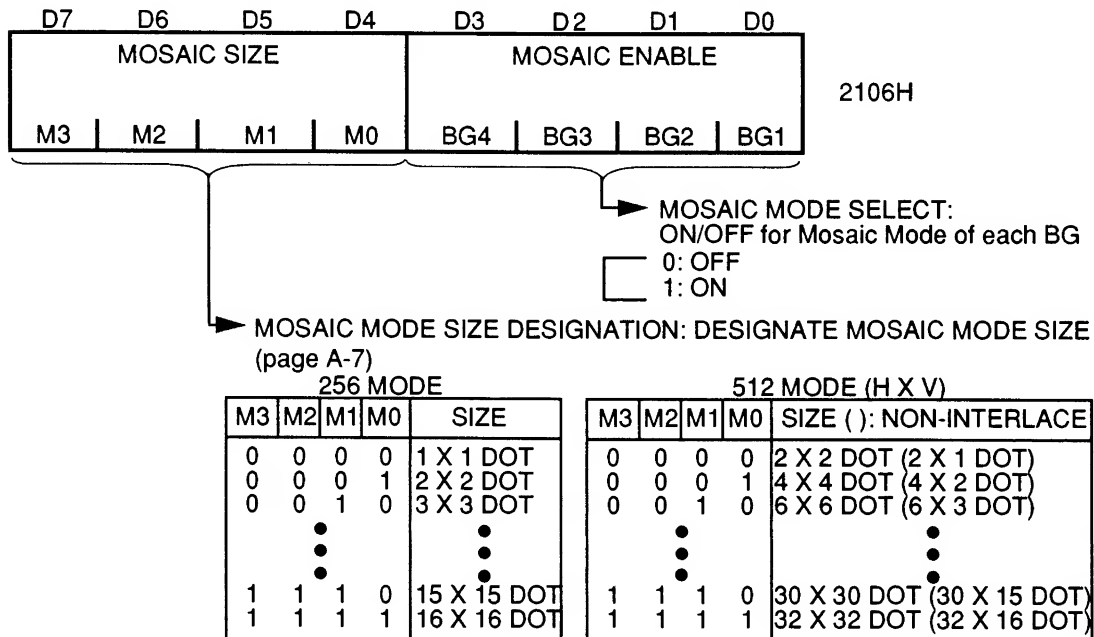 D7 D6 D5 D4 D3 D2 D1 D0
MOSAIC SIZE MOSAIC ENABLE
2106H
M3 M2 M1 M0 BG4 BG3 BG2 BG1
MOSAIC MODE SELECT:
ON/OFF for Mosaic Mode of each BG
0: OFF
1: ON
MOSAIC MODE SIZE DESIGNATION: DESIGNATE MOSAIC MODE SIZE
(page A-7)
256 MODE 512 MODE (H X V)
M3 M2 M1 M0 SIZE M3 M2 M1 M0 SIZE ( ): NON-INTERLACE
0 0 0 0 1 X 1 DOT 0 0 0 0 2 X 2 DOT (2 X 1 DOT)
0 0 0 1 2 X 2 DOT 0 0 0 1 4 X 4 DOT (4 X 2 DOT)
0 0 1 0 3 X 3 DOT 0 0 1 0 6 X 6 DOT (6 X 3 DOT)
1 1 1 0 15 X 15 DOT 1 1 1 0 30 X 30 DOT (30 X 15 DOT)
1 1 1 1 16 X 16 DOT 1 1 1 1 32 X 32 DOT (32 X 16 DOT)